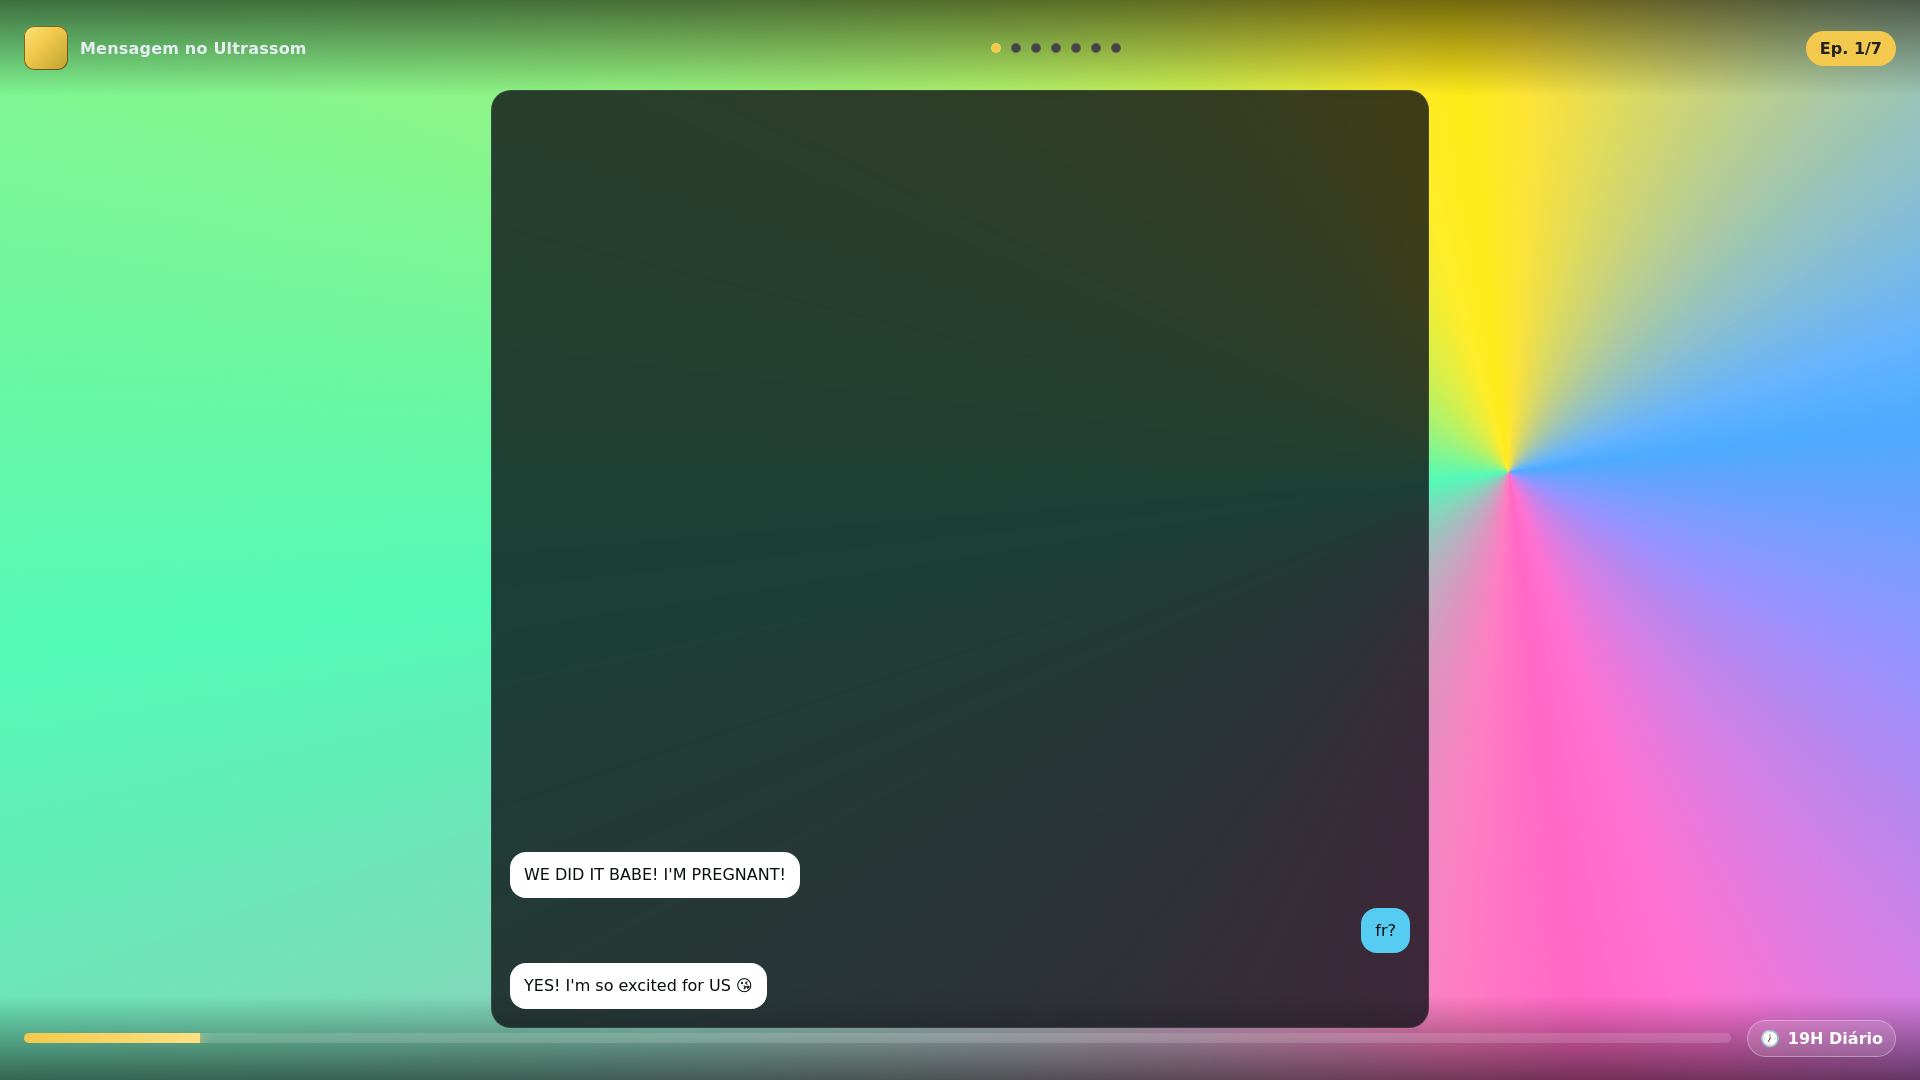 Mensagem no Ultrassom
Ep. 1/7
WE DID IT BABE! I'M PREGNANT!
fr?
YES! I'm so excited for US 😘
🕖 19H Diário